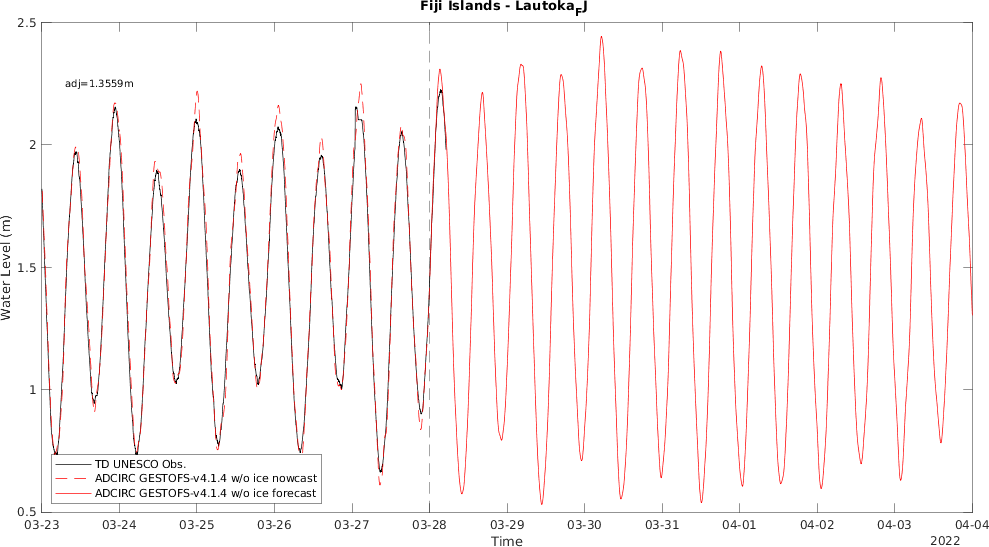 Fiji Islands - Lautoka_FJ
adj=1.3559m
2.5
2
1.5
1
0.5
Water Level (m)
TD UNESCO Obs.
ADCIRC GESTOFS-v4.1.4 w/o ice nowcast
ADCIRC GESTOFS-v4.1.4 w/o ice forecast
03-23 03-24 03-25 03-26 03-27 03-28 03-29 03-30 03-31 04-01 04-02 04-03 04-04
Time
2022